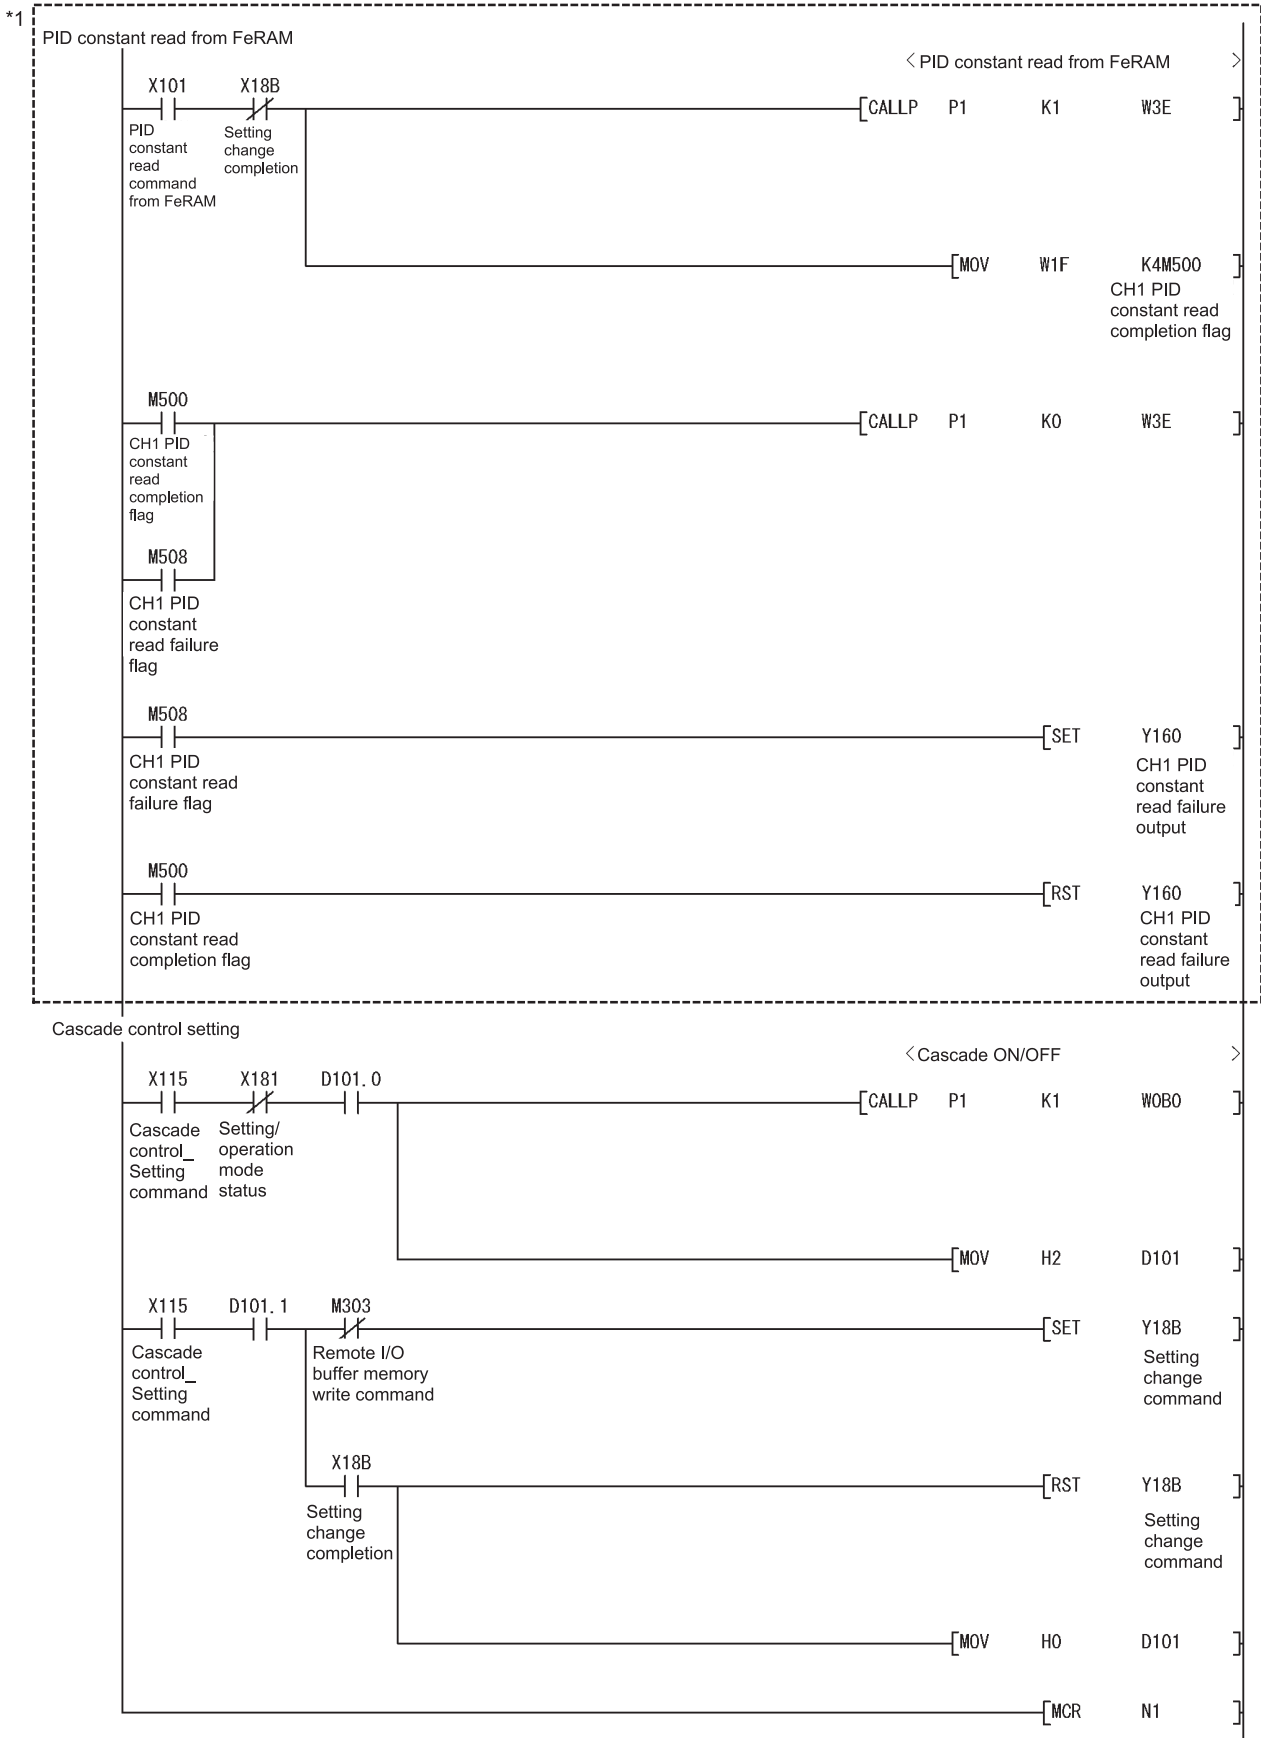 *1
PID constant read from FeRAM
< PID constant read from FeRAM >
X101 X18B
[CALLP P1 K1 W3E ]
PID
constant
read
command
from FeRAM
Setting
change
completion
[MOV W1F K4M500 ]
CH1 PID
constant read
completion flag
M500
[CALLP P1 K0 W3E ]
CH1 PID
constant
read
completion
flag
M508
CH1 PID
constant
read failure
flag
M508
[SET Y160 ]
CH1 PID
constant read
failure flag
CH1 PID
constant
read failure
output
M500
[RST Y160 ]
CH1 PID
constant read
completion flag
CH1 PID
constant
read failure
output
Cascade control setting
< Cascade ON/OFF >
X115 X181 D101.0
[CALLP P1 K1 W0B0 ]
Cascade
control_
Setting
command
Setting/
operation
mode
status
[MOV H2 D101 ]
X115 D101.1 M303
[SET Y18B ]
Cascade
control_
Setting
command
Remote I/O
buffer memory
write command
Setting
change
command
X18B
[RST Y18B ]
Setting
change
completion
Setting
change
command
[MOV H0 D101 ]
[MCR N1 ]